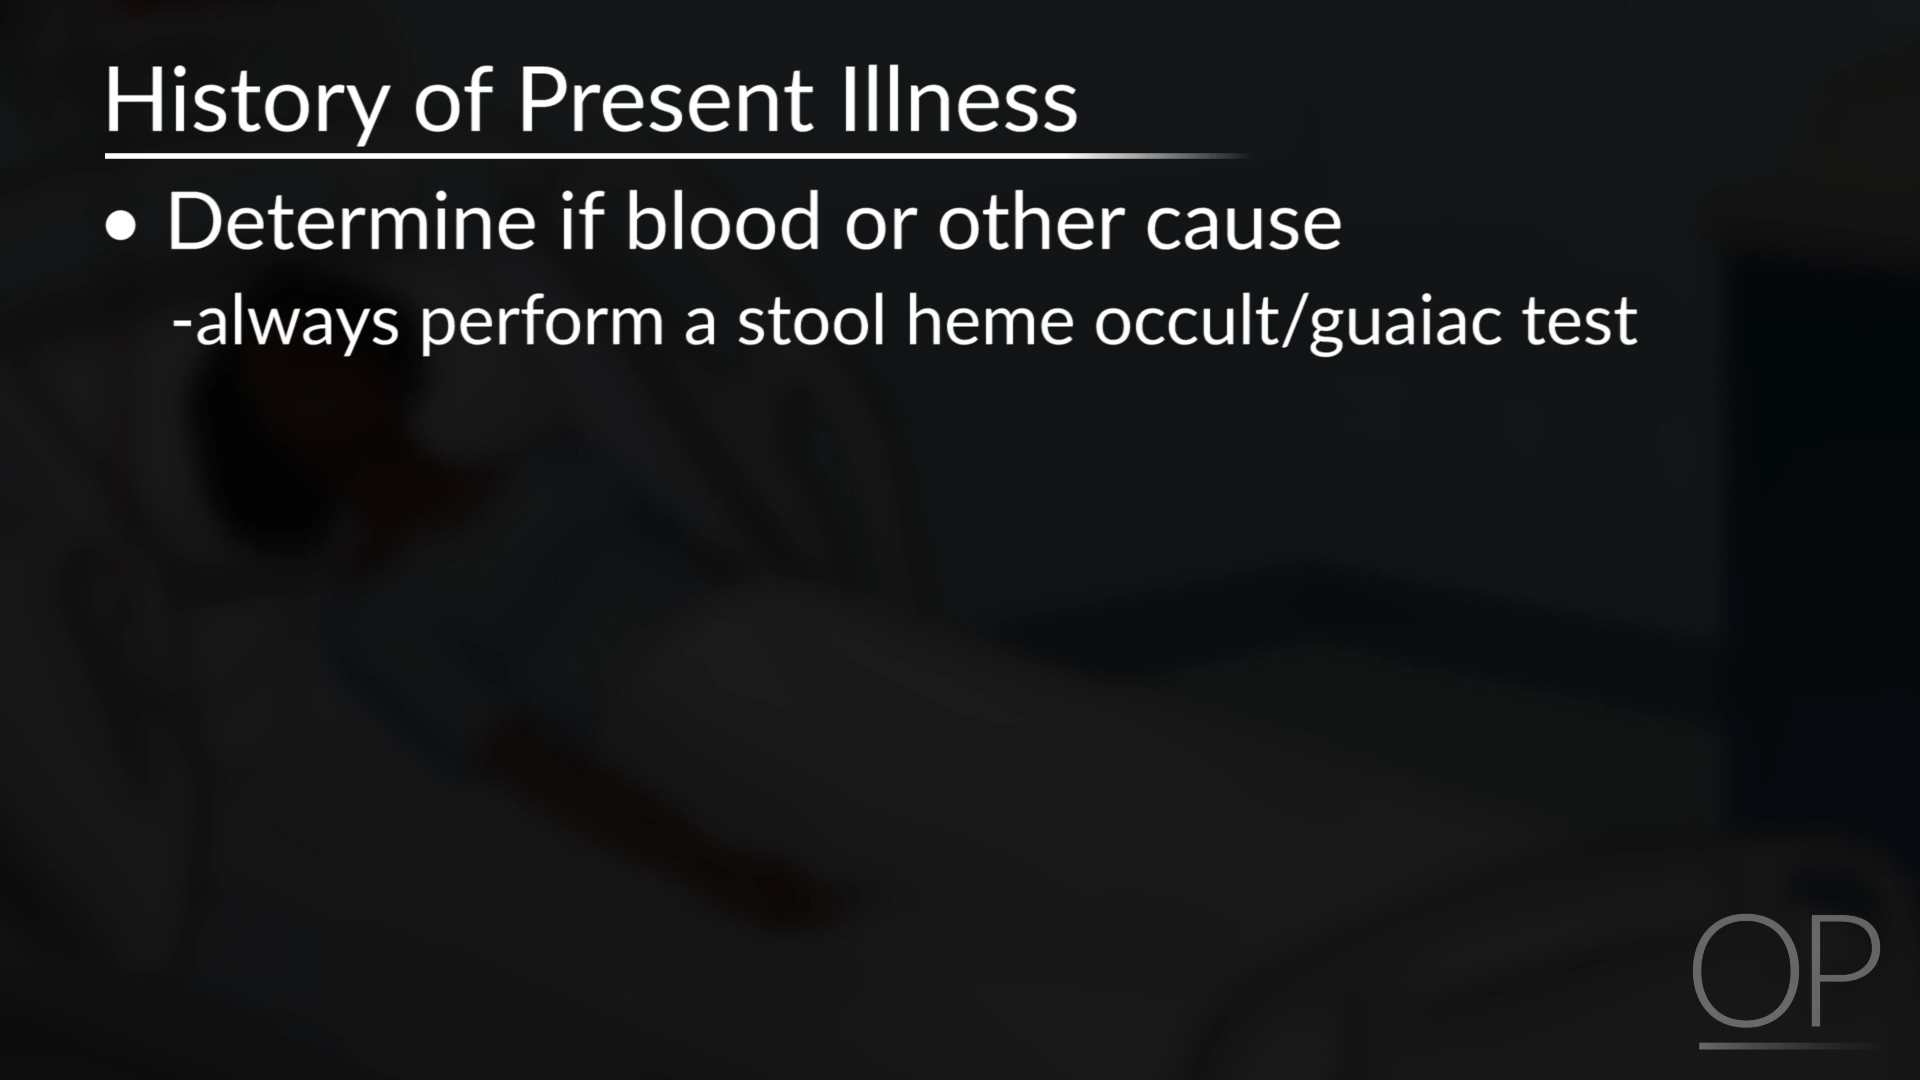 History of Present Illness
• Determine if blood or other cause
-always perform a stool heme occult/guaiac test
OP